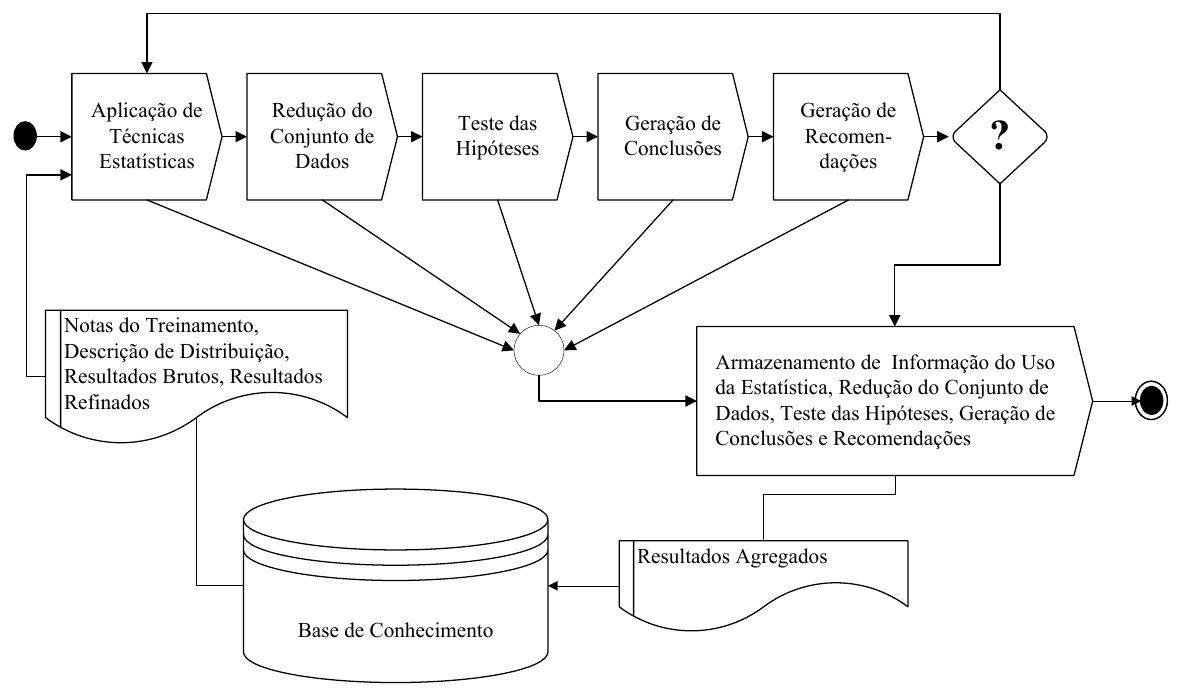 Aplicação de
Técnicas
Estatísticas
Redução do
Conjunto de
Dados
Teste das
Hipóteses
Geração de
Conclusões
Geração de
Recomen-
dações
?
Notas do Treinamento,
Descrição de Distribuição,
Resultados Brutos, Resultados
Refinados
Armazenamento de Informação do Uso
da Estatística, Redução do Conjunto de
Dados, Teste das Hipóteses, Geração de
Conclusões e Recomendações
Resultados Agregados
Base de Conhecimento